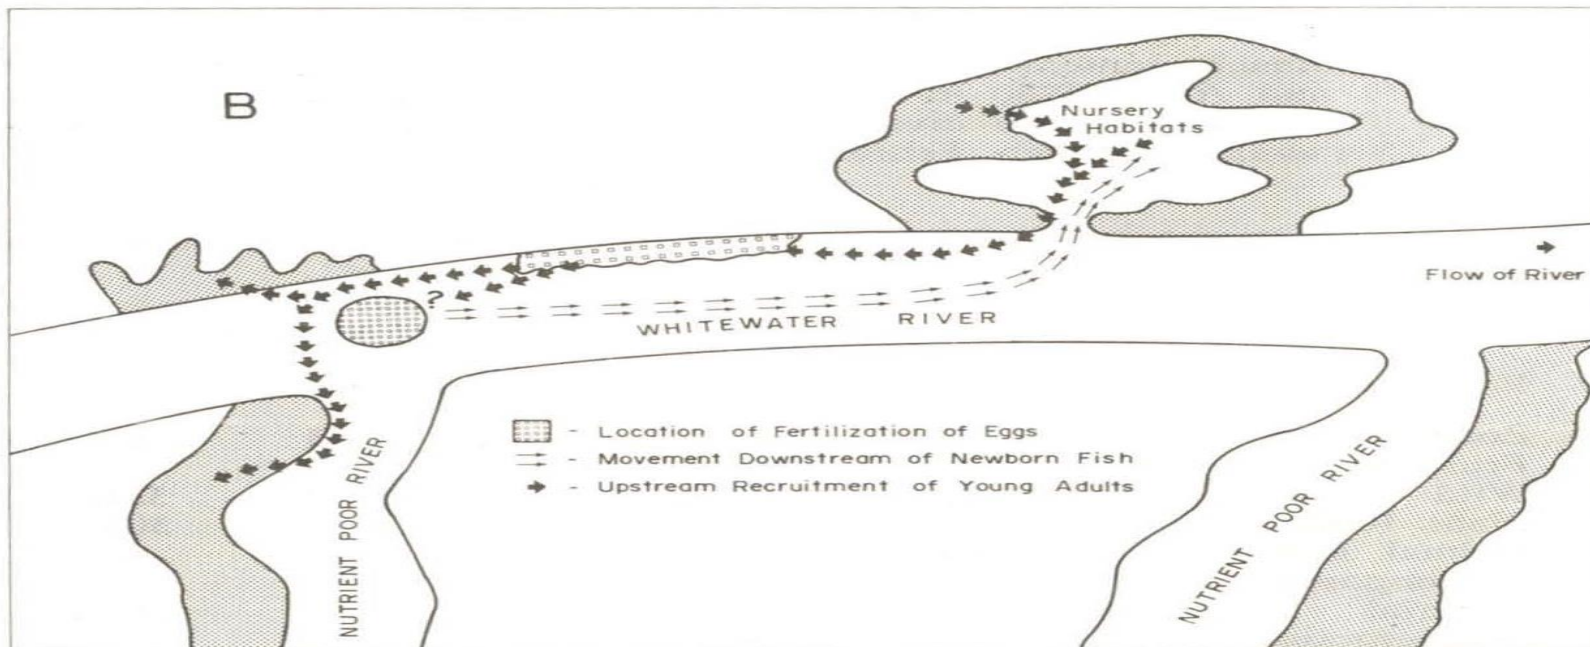 B
Nursery
Habitats
Flow of River
?
WHITEWATER RIVER
- Location of Fertilization of Eggs
- Movement Downstream of Newborn Fish
- Upstream Recruitment of Young Adults
NUTRIENT POOR RIVER
NUTRIENT POOR RIVER